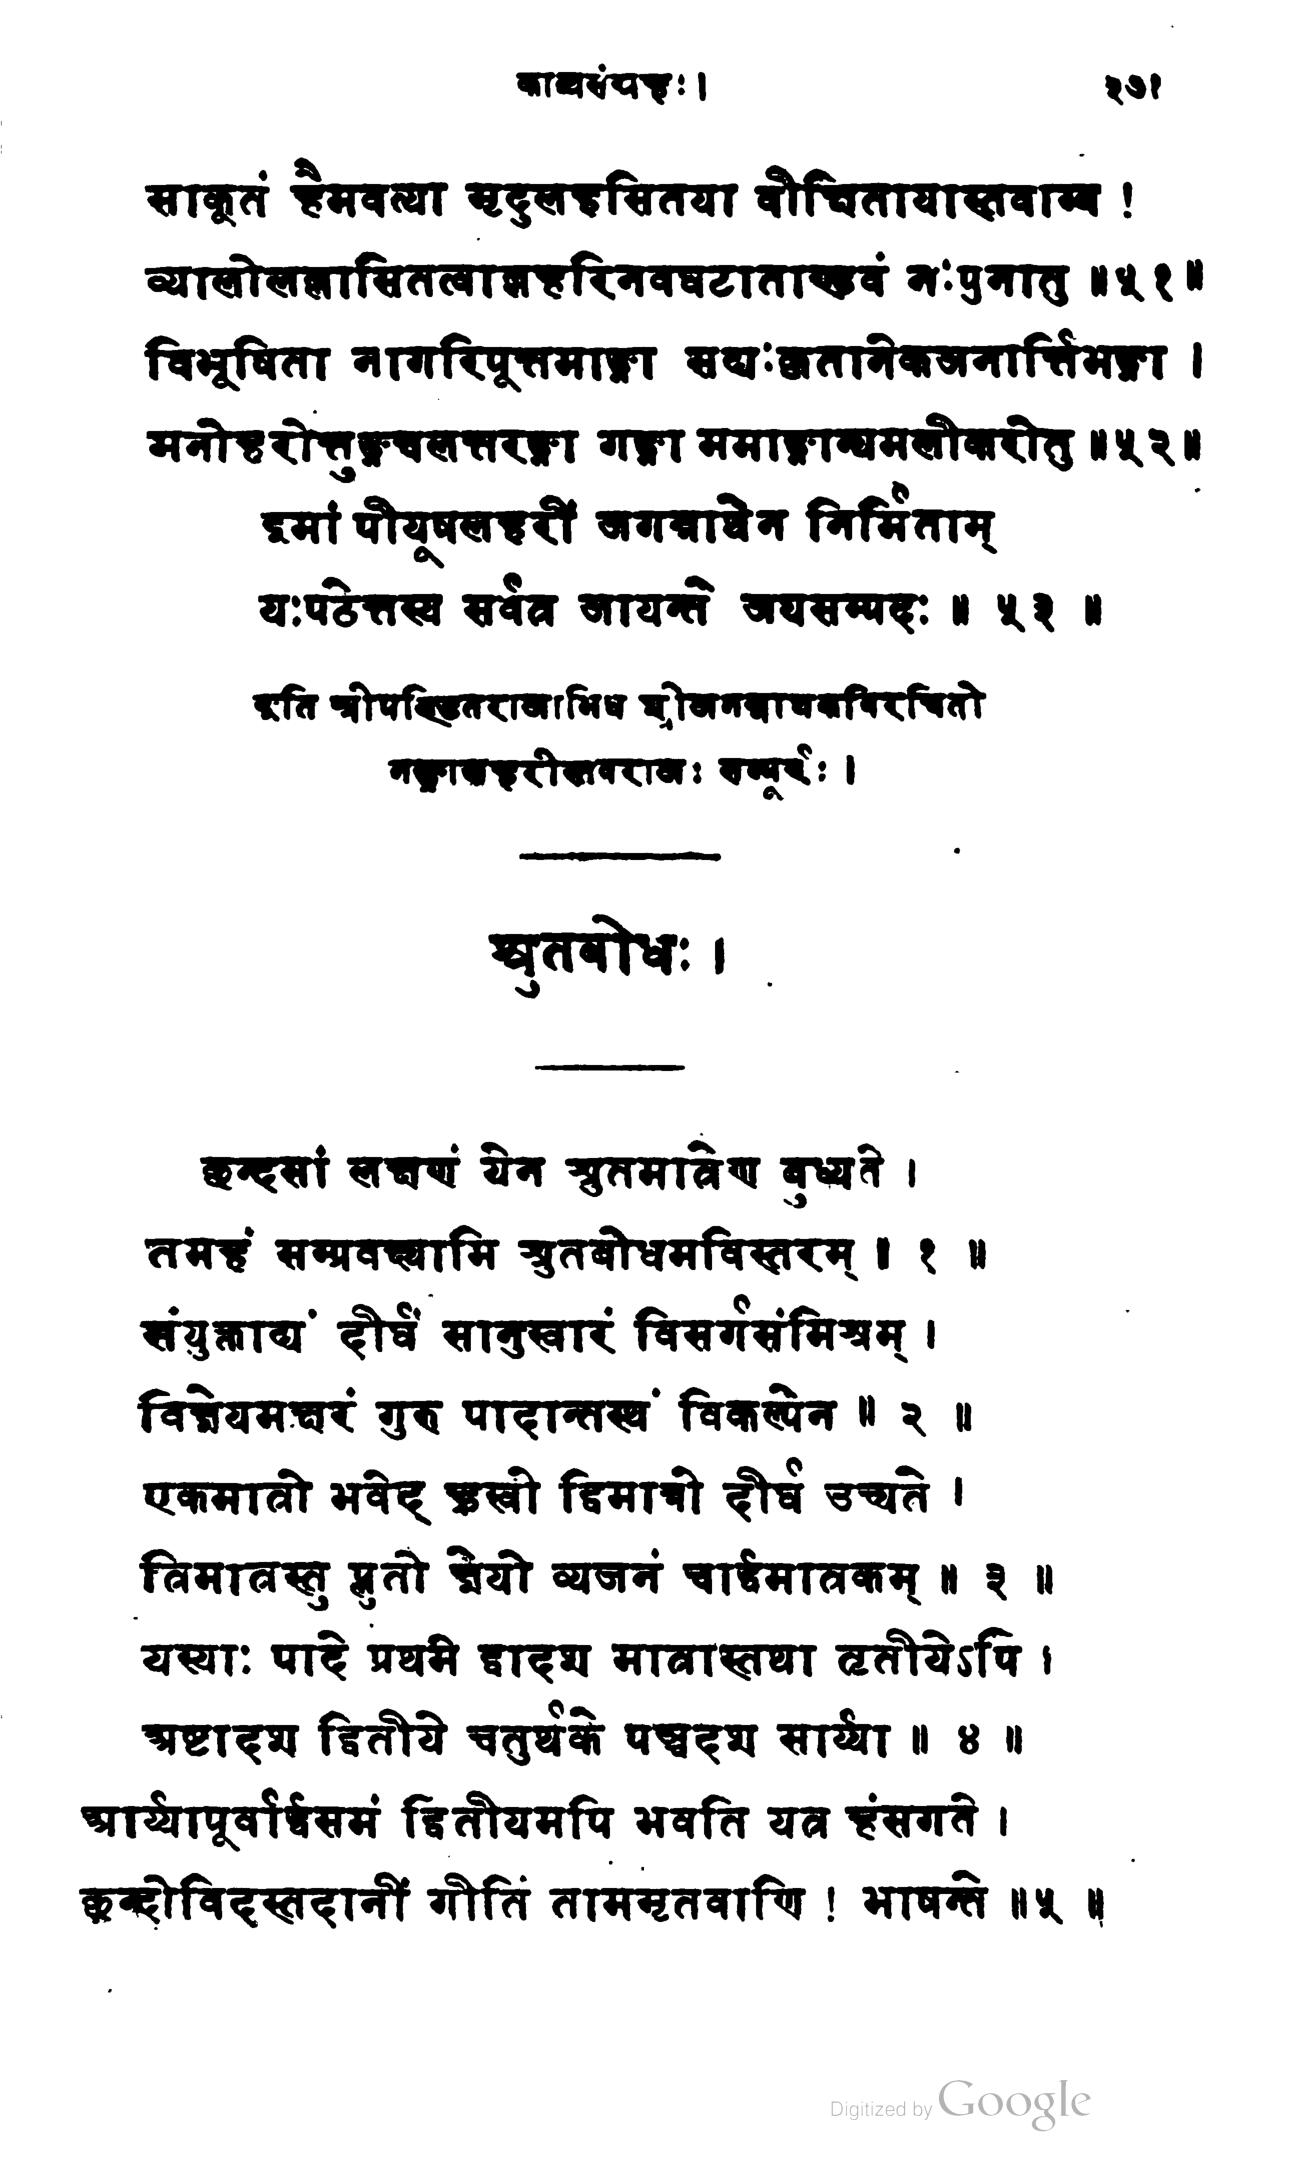 काव्यसंग्रहः। २७१
साकूतं हैमवत्या मृदुलहसितया वीक्षितायास्तवाम्ब !
व्यालोलल्लासितत्वान्नहरिनवघटाताण्डवं नःपुनातु ॥५१॥
विभूषिता नागरिपूत्तमाङ्गा सद्यःकृतानेकजनार्त्तिभङ्गा ।
मनोहरोत्तुङ्गचलत्तरङ्गा गङ्गा ममाङ्गान्यमलीकरोतु ॥५२॥
इमां पीयूषलहरीं जगन्नाथेन निर्मिताम्
यःपठेत्तस्य सर्वत्र जायन्ते जयसम्पदः ॥ ५३ ॥
इति श्रीपण्डितराजाभिध श्रीजगन्नाथकविरचितो
गङ्गालहरीस्तवराजः सम्पूर्णः ।
श्रुतबोधः ।
छन्दसां लक्षणं येन श्रुतमात्रेण बुध्यते ।
तमहं सम्प्रवक्ष्यामि श्रुतबोधमविस्तरम् ॥ १ ॥
संयुक्ताद्यं दीर्घं सानुस्वारं विसर्गसंमिश्रम् ।
विज्ञेयमक्षरं गुरु पादान्तस्थं विकल्पेन ॥ २ ॥
एकमात्रो भवेद् ह्रस्वो द्विमात्रो दीर्घ उच्यते ।
त्रिमात्रस्तु प्लुतो ज्ञेयो व्यञ्जनं चार्द्धमात्रकम् ॥ ३ ॥
यस्याः पादे प्रथमे द्वादश मात्रास्तथा तृतीयेऽपि ।
अष्टादश द्वितीये चतुर्थके पञ्चदश सार्य्या ॥ ४ ॥
आर्य्यापूर्वार्द्धसमं द्वितीयमपि भवति यत्र हंसगते ।
छन्दोविदस्तदानीं गीतिं ताममृतवाणि ! भाषन्ते ॥५ ॥
Digitized by Google